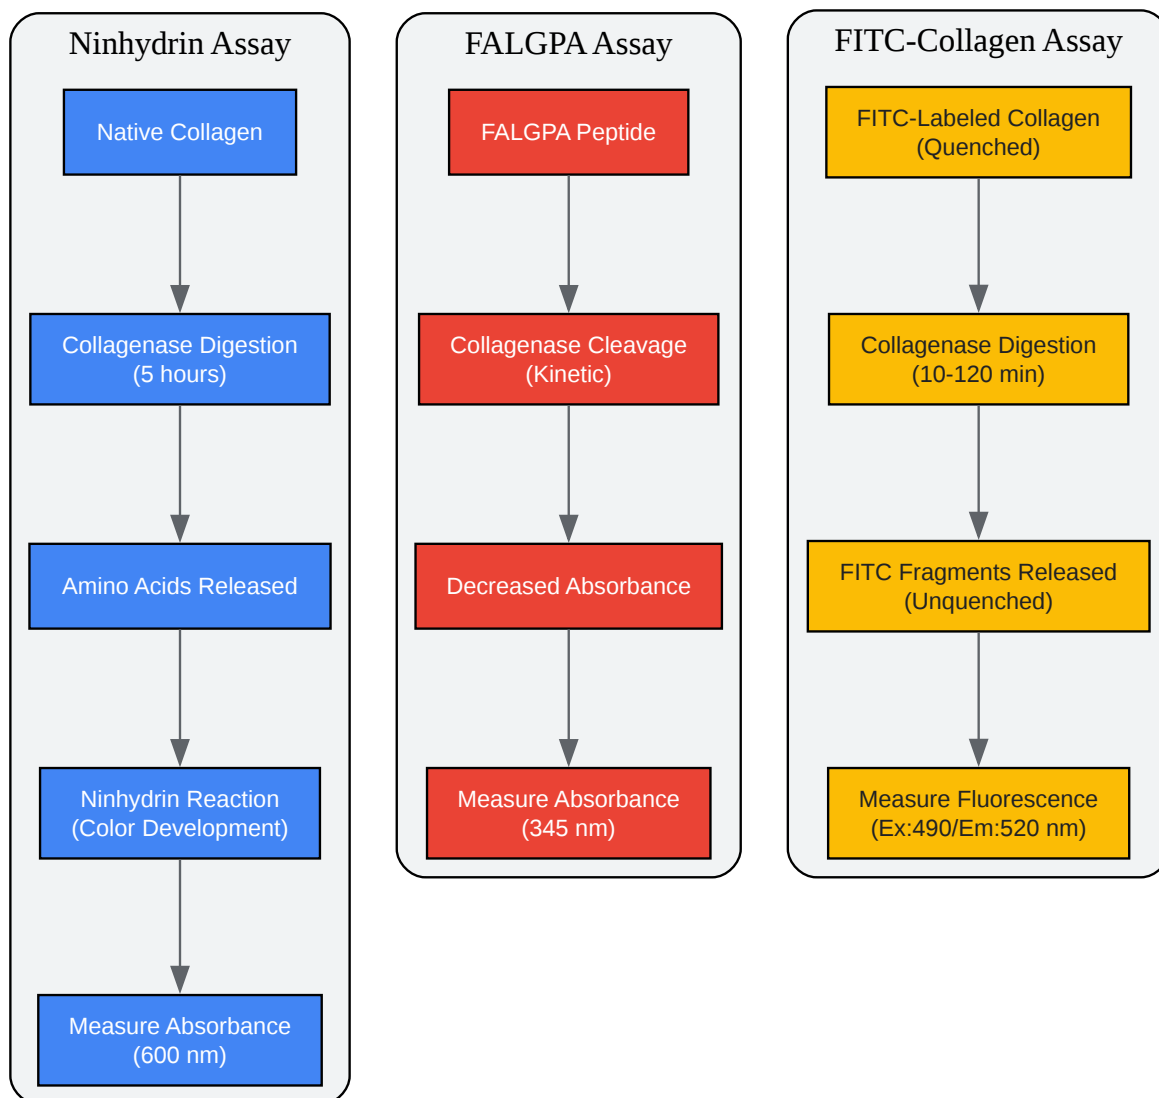 Ninhydrin Assay
Native Collagen
Collagenase Digestion
(5 hours)
Amino Acids Released
Ninhydrin Reaction
(Color Development)
Measure Absorbance
(600 nm)
FALGPA Assay
FALGPA Peptide
Collagenase Cleavage
(Kinetic)
Decreased Absorbance
Measure Absorbance
(345 nm)
FITC-Collagen Assay
FITC-Labeled Collagen
(Quenched)
Collagenase Digestion
(10-120 min)
FITC Fragments Released
(Unquenched)
Measure Fluorescence
(Ex:490/Em:520 nm)